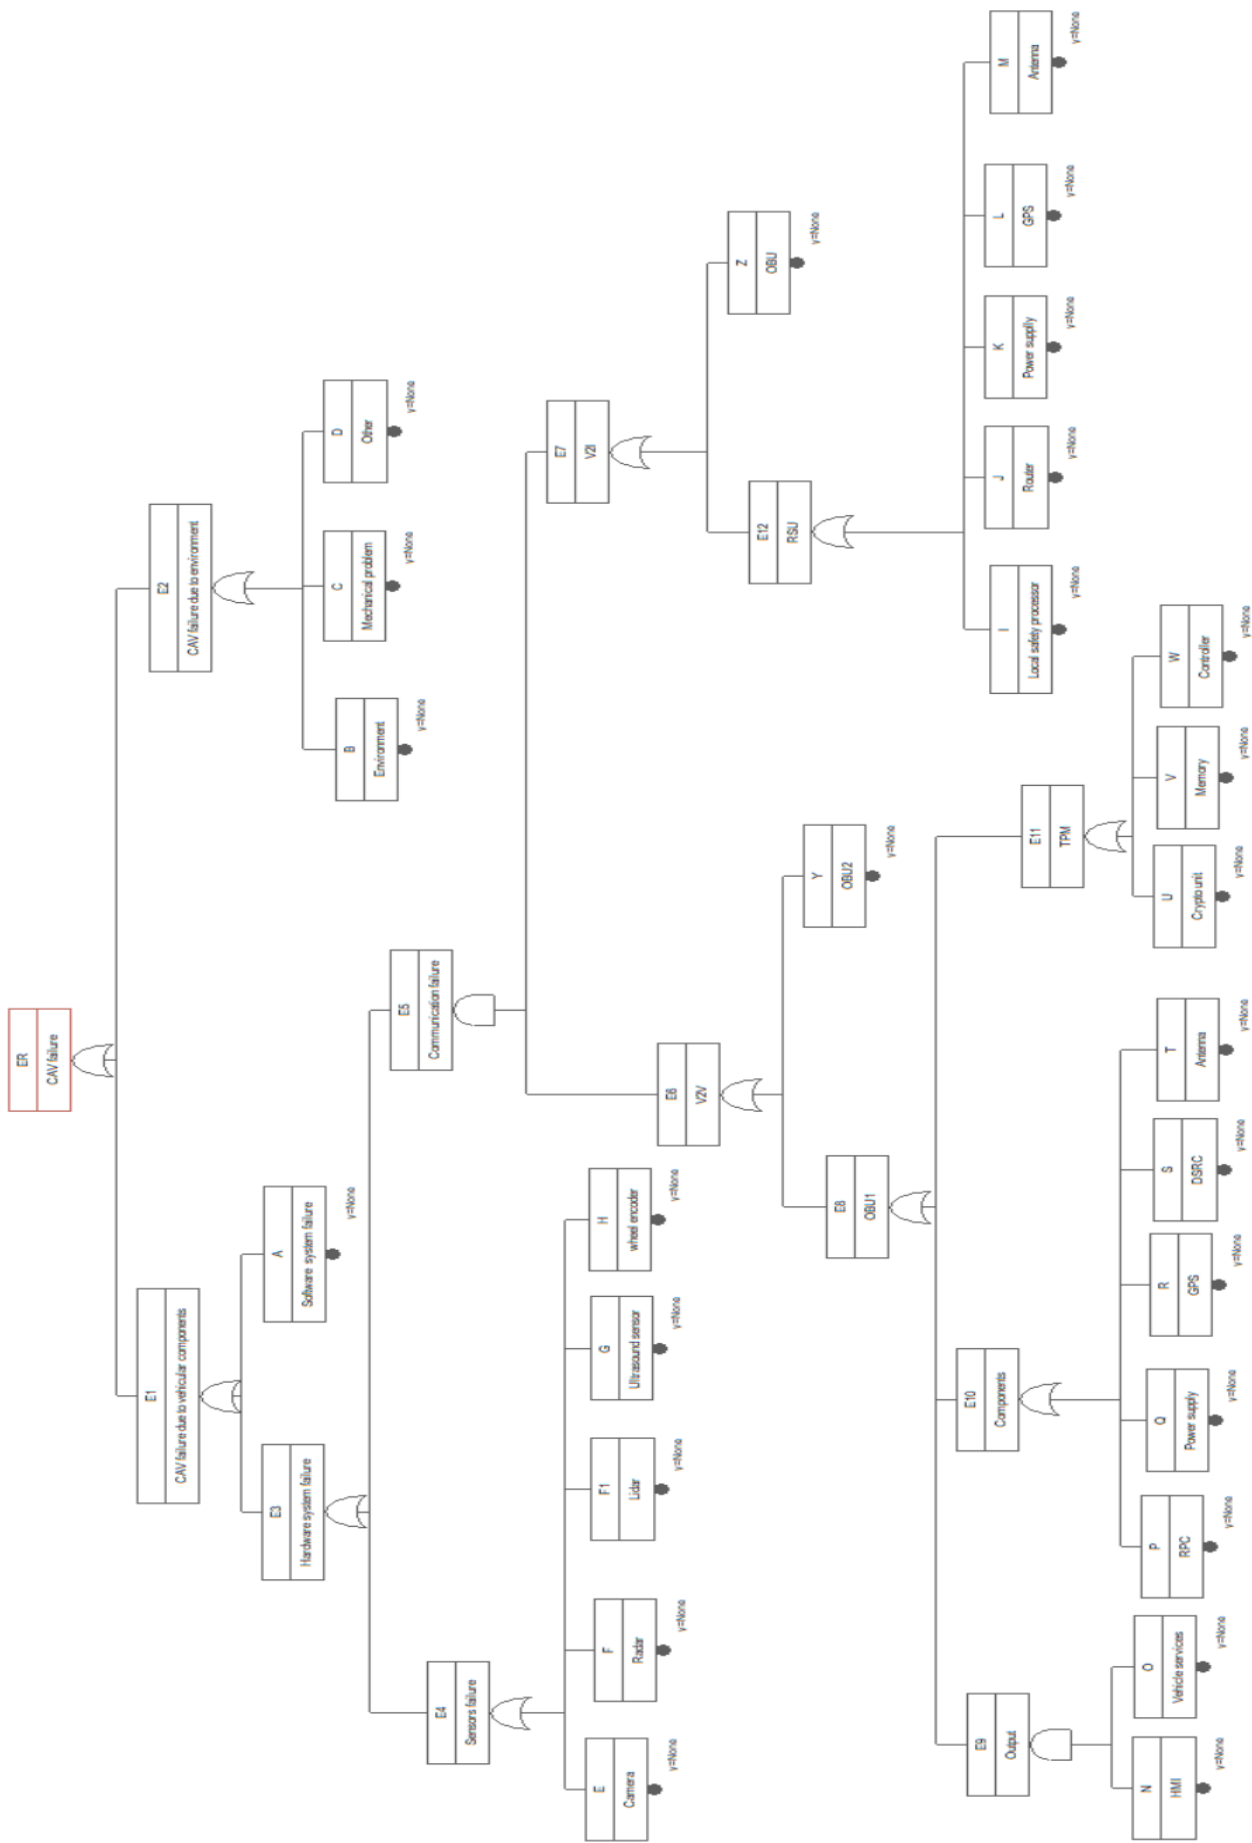 ER
CAV failure
E1
CAV failure due to vehicular components
E2
CAV failure due to environment
E3
Hardware system failure
A
Software system failure
y=None
B
Environment
y=None
C
Mechanical problem
y=None
D
Other
y=None
E4
Sensors failure
E5
Communication failure
E
Camera
y=None
F
Radar
y=None
F1
Lidar
y=None
G
Ultrasound sensor
y=None
H
wheel encoder
y=None
E6
V2V
E7
V2I
E8
OBU1
Y
OBU2
y=None
E12
RSU
Z
OBU
y=None
I
Local safety processor
y=None
J
Router
y=None
K
Power supplly
y=None
L
GPS
y=None
M
Antenna
y=None
E9
Output
E10
Components
E11
TPM
N
HMI
y=None
O
Vehicle services
y=None
P
RPC
y=None
Q
Power supply
y=None
R
GPS
y=None
S
DSRC
y=None
T
Antenna
y=None
U
Crypto unit
y=None
V
Memory
y=None
W
Controller
y=None